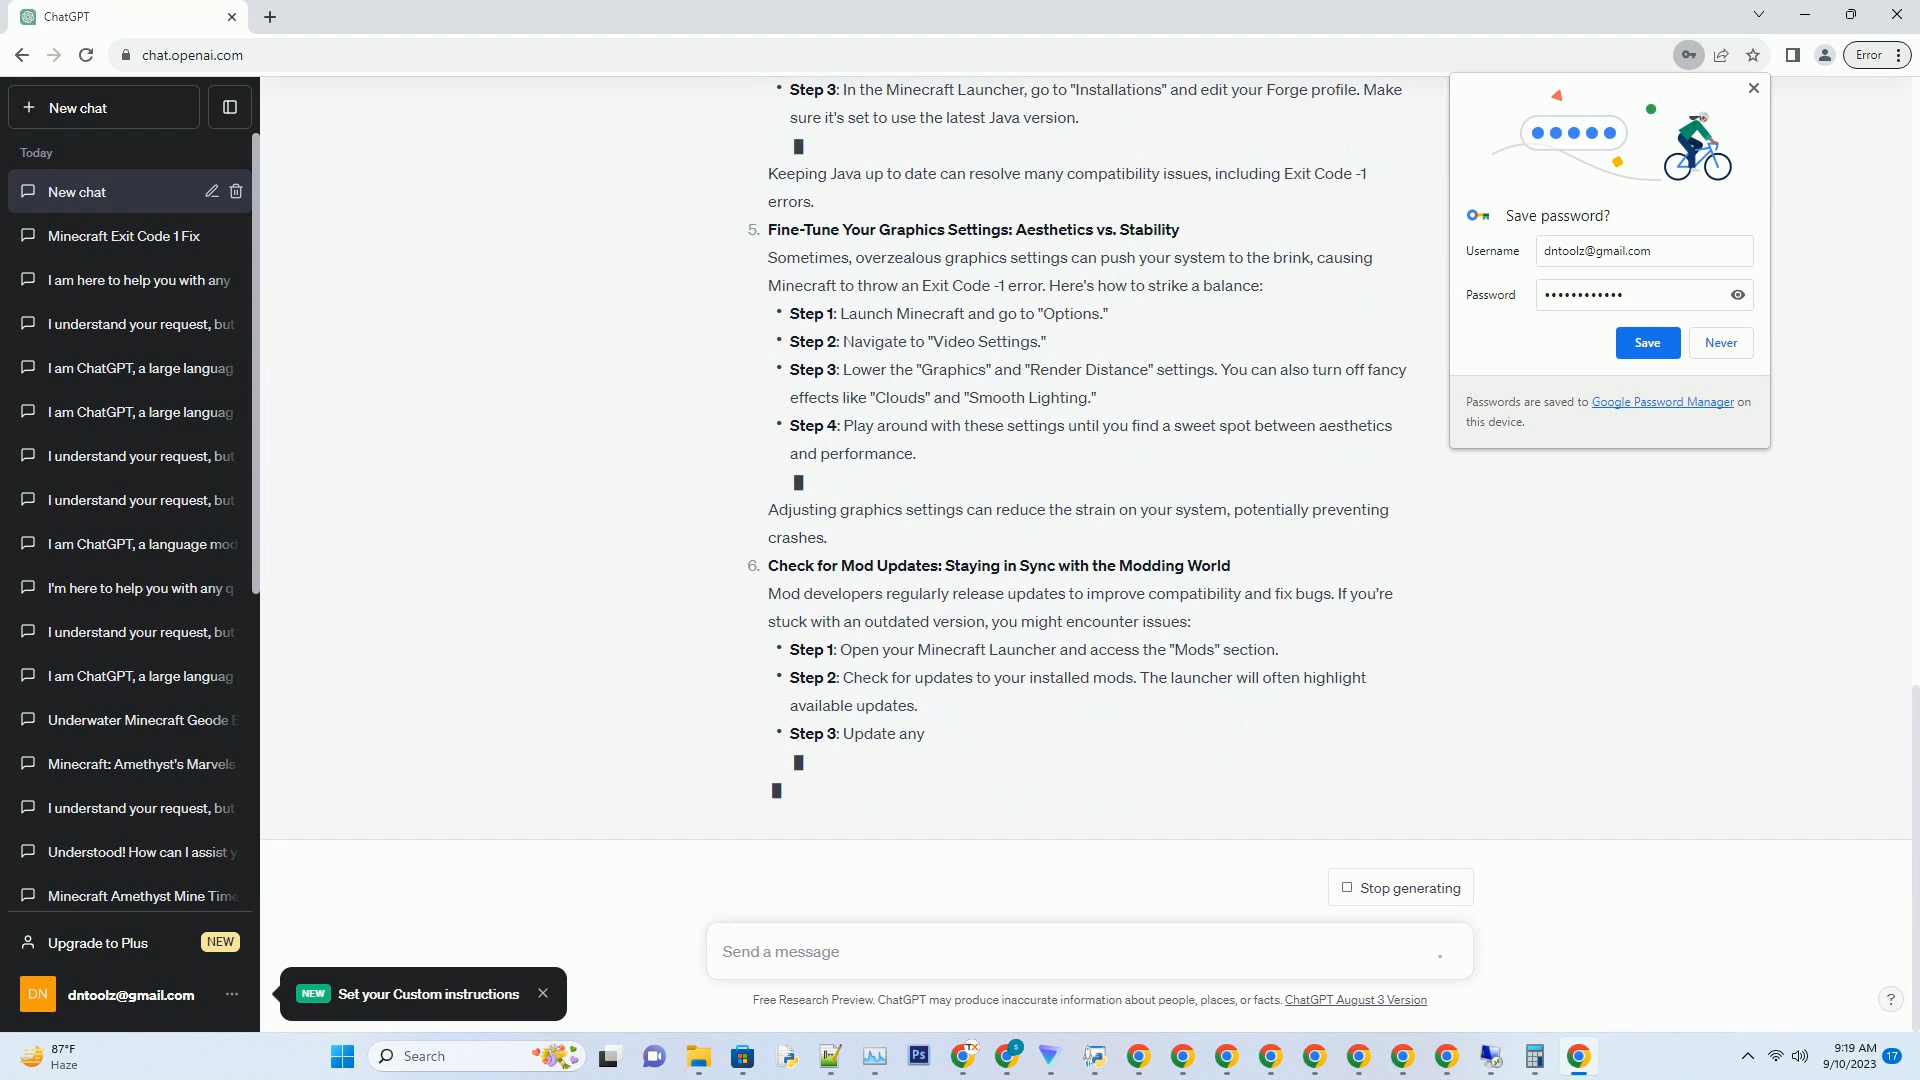 ChatGPT
chat.openai.com
Error
New chat
Today
New chat
Minecraft Exit Code 1 Fix
I am here to help you with any
I understand your request, but
I am ChatGPT, a large languag
I am ChatGPT, a large languag
I understand your request, but
I understand your request, but
I am ChatGPT, a language mod
I'm here to help you with any q
I understand your request, but
I am ChatGPT, a large languag
Underwater Minecraft Geode E
Minecraft: Amethyst's Marvels
I understand your request, but
Understood! How can I assist y
Minecraft Amethyst Mine Time
Upgrade to Plus NEW
DN dntoolz@gmail.com
NEW Set your Custom instructions
• Step 3: In the Minecraft Launcher, go to "Installations" and edit your Forge profile. Make
sure it's set to use the latest Java version.
Keeping Java up to date can resolve many compatibility issues, including Exit Code -1
errors.
5. Fine-Tune Your Graphics Settings: Aesthetics vs. Stability
Sometimes, overzealous graphics settings can push your system to the brink, causing
Minecraft to throw an Exit Code -1 error. Here's how to strike a balance:
• Step 1: Launch Minecraft and go to "Options."
• Step 2: Navigate to "Video Settings."
• Step 3: Lower the "Graphics" and "Render Distance" settings. You can also turn off fancy
effects like "Clouds" and "Smooth Lighting."
• Step 4: Play around with these settings until you find a sweet spot between aesthetics
and performance.
Adjusting graphics settings can reduce the strain on your system, potentially preventing
crashes.
6. Check for Mod Updates: Staying in Sync with the Modding World
Mod developers regularly release updates to improve compatibility and fix bugs. If you're
stuck with an outdated version, you might encounter issues:
• Step 1: Open your Minecraft Launcher and access the "Mods" section.
• Step 2: Check for updates to your installed mods. The launcher will often highlight
available updates.
• Step 3: Update any
Stop generating
Send a message
Free Research Preview. ChatGPT may produce inaccurate information about people, places, or facts. ChatGPT August 3 Version
?
Save password?
Username dntoolz@gmail.com
Password ••••••••••••
Save Never
Passwords are saved to Google Password Manager on
this device.
87°F
Haze
Search
Ps
TX
S
9:19 AM
9/10/2023
17